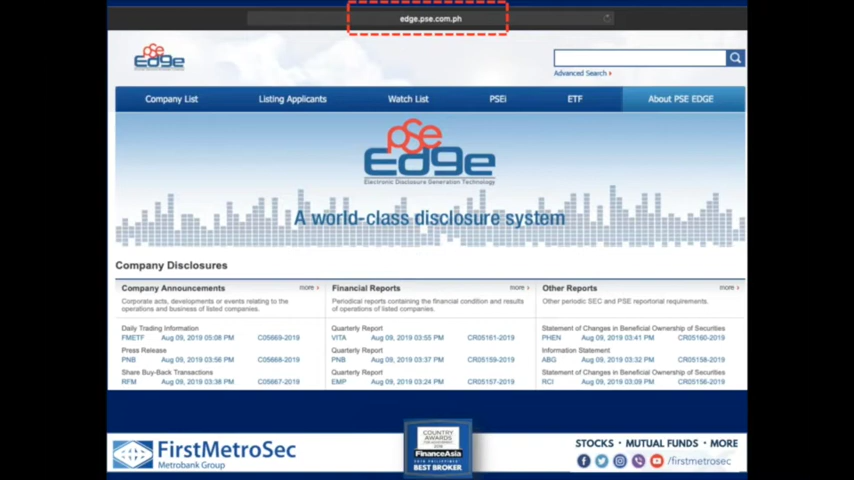 edge.pse.com.ph
pse
Edge
Advanced Search
Company List Listing Applicants Watch List PSEi ETF About PSE EDGE
pse
Edge
Electronic Disclosure Generation Technology
A world-class disclosure system
Company Disclosures
Company Announcements more Financial Reports more Other Reports more
Corporate acts, developments or events relating to the Periodical reports containing the financial condition and results Other periodic SEC and PSE reportorial requirements.
operations and business of listed companies. of operations of listed companies.
Daily Trading Information Quarterly Report Statement of Changes in Beneficial Ownership of Securities
FMETF Aug 09, 2019 05:08 PM C05669-2019 VITA Aug 09, 2019 03:55 PM CR05161-2019 PHEN Aug 09, 2019 03:41 PM CR05160-2019
Press Release Quarterly Report Information Statement
PNB Aug 09, 2019 03:56 PM C05668-2019 PNB Aug 09, 2019 03:37 PM CR05159-2019 ABG Aug 09, 2019 03:32 PM CR05158-2019
Share Buy-Back Transactions Quarterly Report Statement of Changes in Beneficial Ownership of Securities
RFM Aug 09, 2019 03:38 PM C05667-2019 EMP Aug 09, 2019 03:24 PM CR05157-2019 RCI Aug 09, 2019 03:09 PM CR05156-2019
FirstMetroSec
Metrobank Group
COUNTRY
AWARDS
FinanceAsia
BEST BROKER
STOCKS · MUTUAL FUNDS · MORE
/firstmetrosec